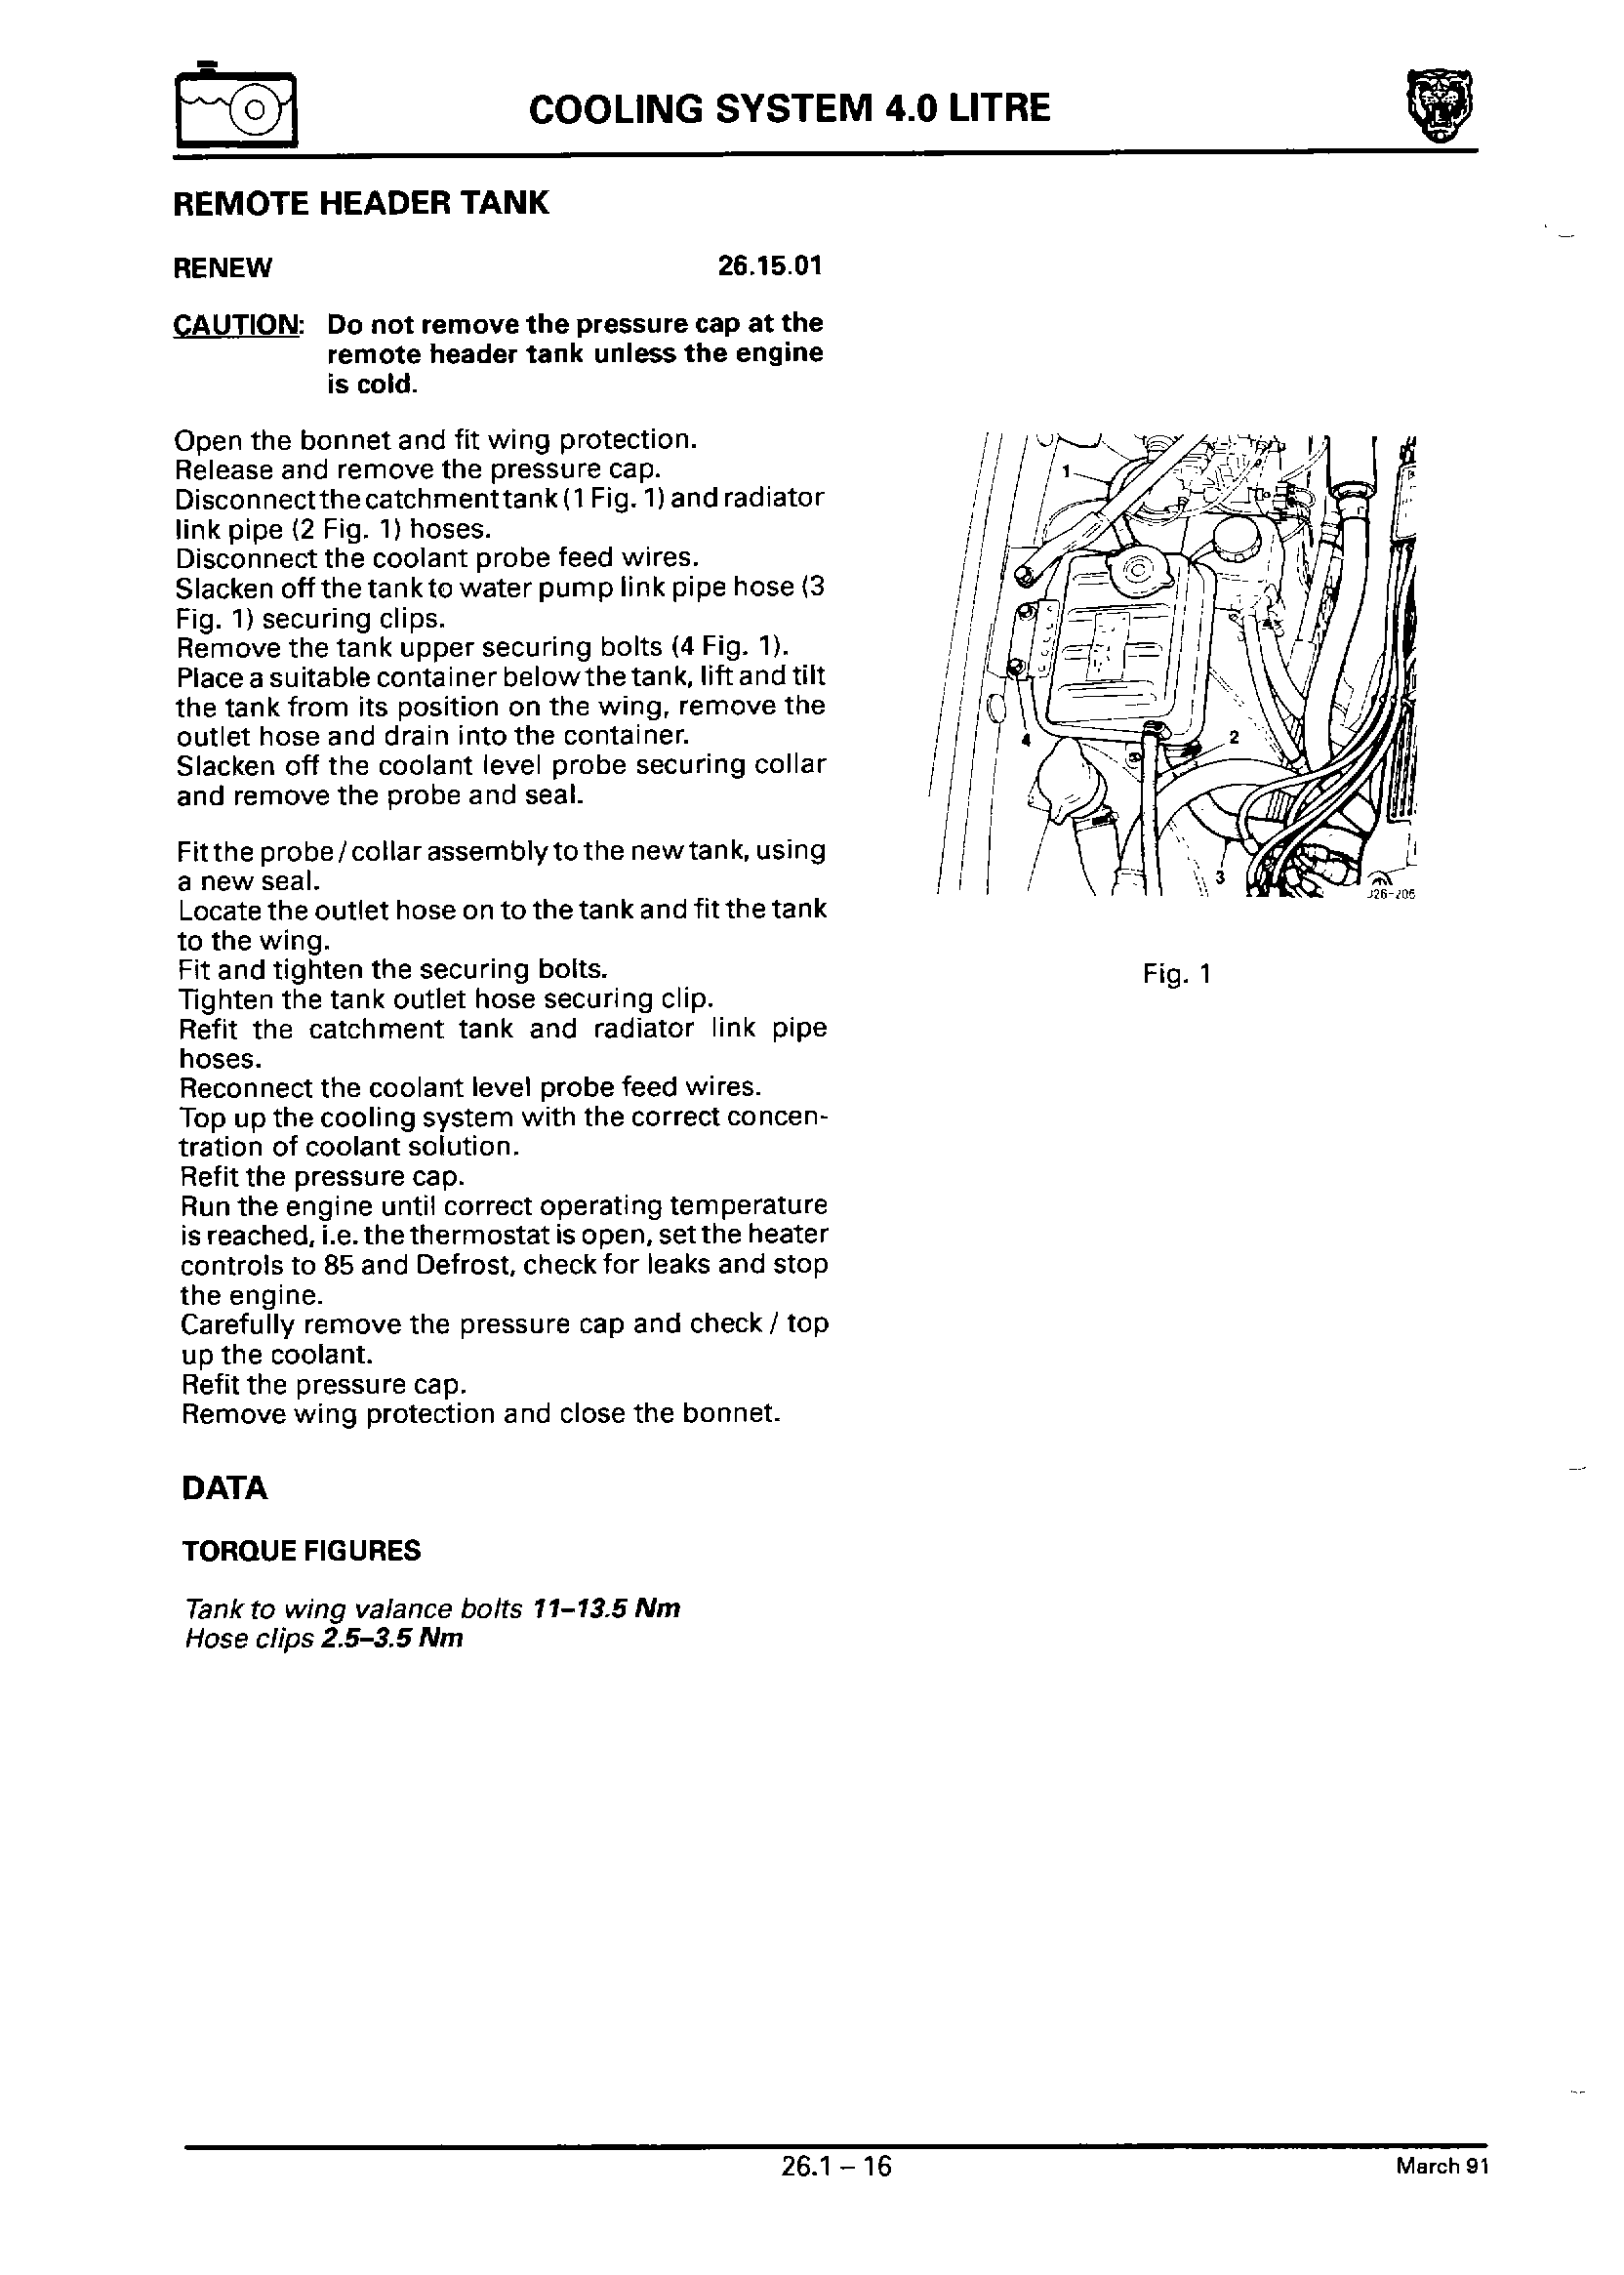 COOLING SYSTEM 4.0 LITRE
REMOTE HEADER TANK
RENEW 26.15.01
CAUTION: Do not remove the pressure cap at the
remote header tank unless the engine
is cold.
Open the bonnet and fit wing protection.
Release and remove the pressure cap.
Disconnect the catchment tank (1 Fig. 1) and radiator
link pipe (2 Fig. 1) hoses.
Disconnect the coolant probe feed wires.
Slacken off the tank to water pump link pipe hose (3
Fig. 1) securing clips.
Remove the tank upper securing bolts (4 Fig. 1).
Place a suitable container below the tank, lift and tilt
the tank from its position on the wing, remove the
outlet hose and drain into the container.
Slacken off the coolant level probe securing collar
and remove the probe and seal.
Fit the probe / collar assembly to the new tank, using
a new seal.
Locate the outlet hose on to the tank and fit the tank
to the wing.
Fit and tighten the securing bolts.
Tighten the tank outlet hose securing clip.
Refit the catchment tank and radiator link pipe
hoses.
Reconnect the coolant level probe feed wires.
Top up the cooling system with the correct concen-
tration of coolant solution.
Refit the pressure cap.
Run the engine until correct operating temperature
is reached, i.e. the thermostat is open, set the heater
controls to 85 and Defrost, check for leaks and stop
the engine.
Carefully remove the pressure cap and check / top
up the coolant.
Refit the pressure cap.
Remove wing protection and close the bonnet.
DATA
TORQUE FIGURES
Tank to wing valance bolts 11–13.5 Nm
Hose clips 2.5–3.5 Nm
1
4
2
3
J26-205
Fig. 1
26.1 – 16
March 91